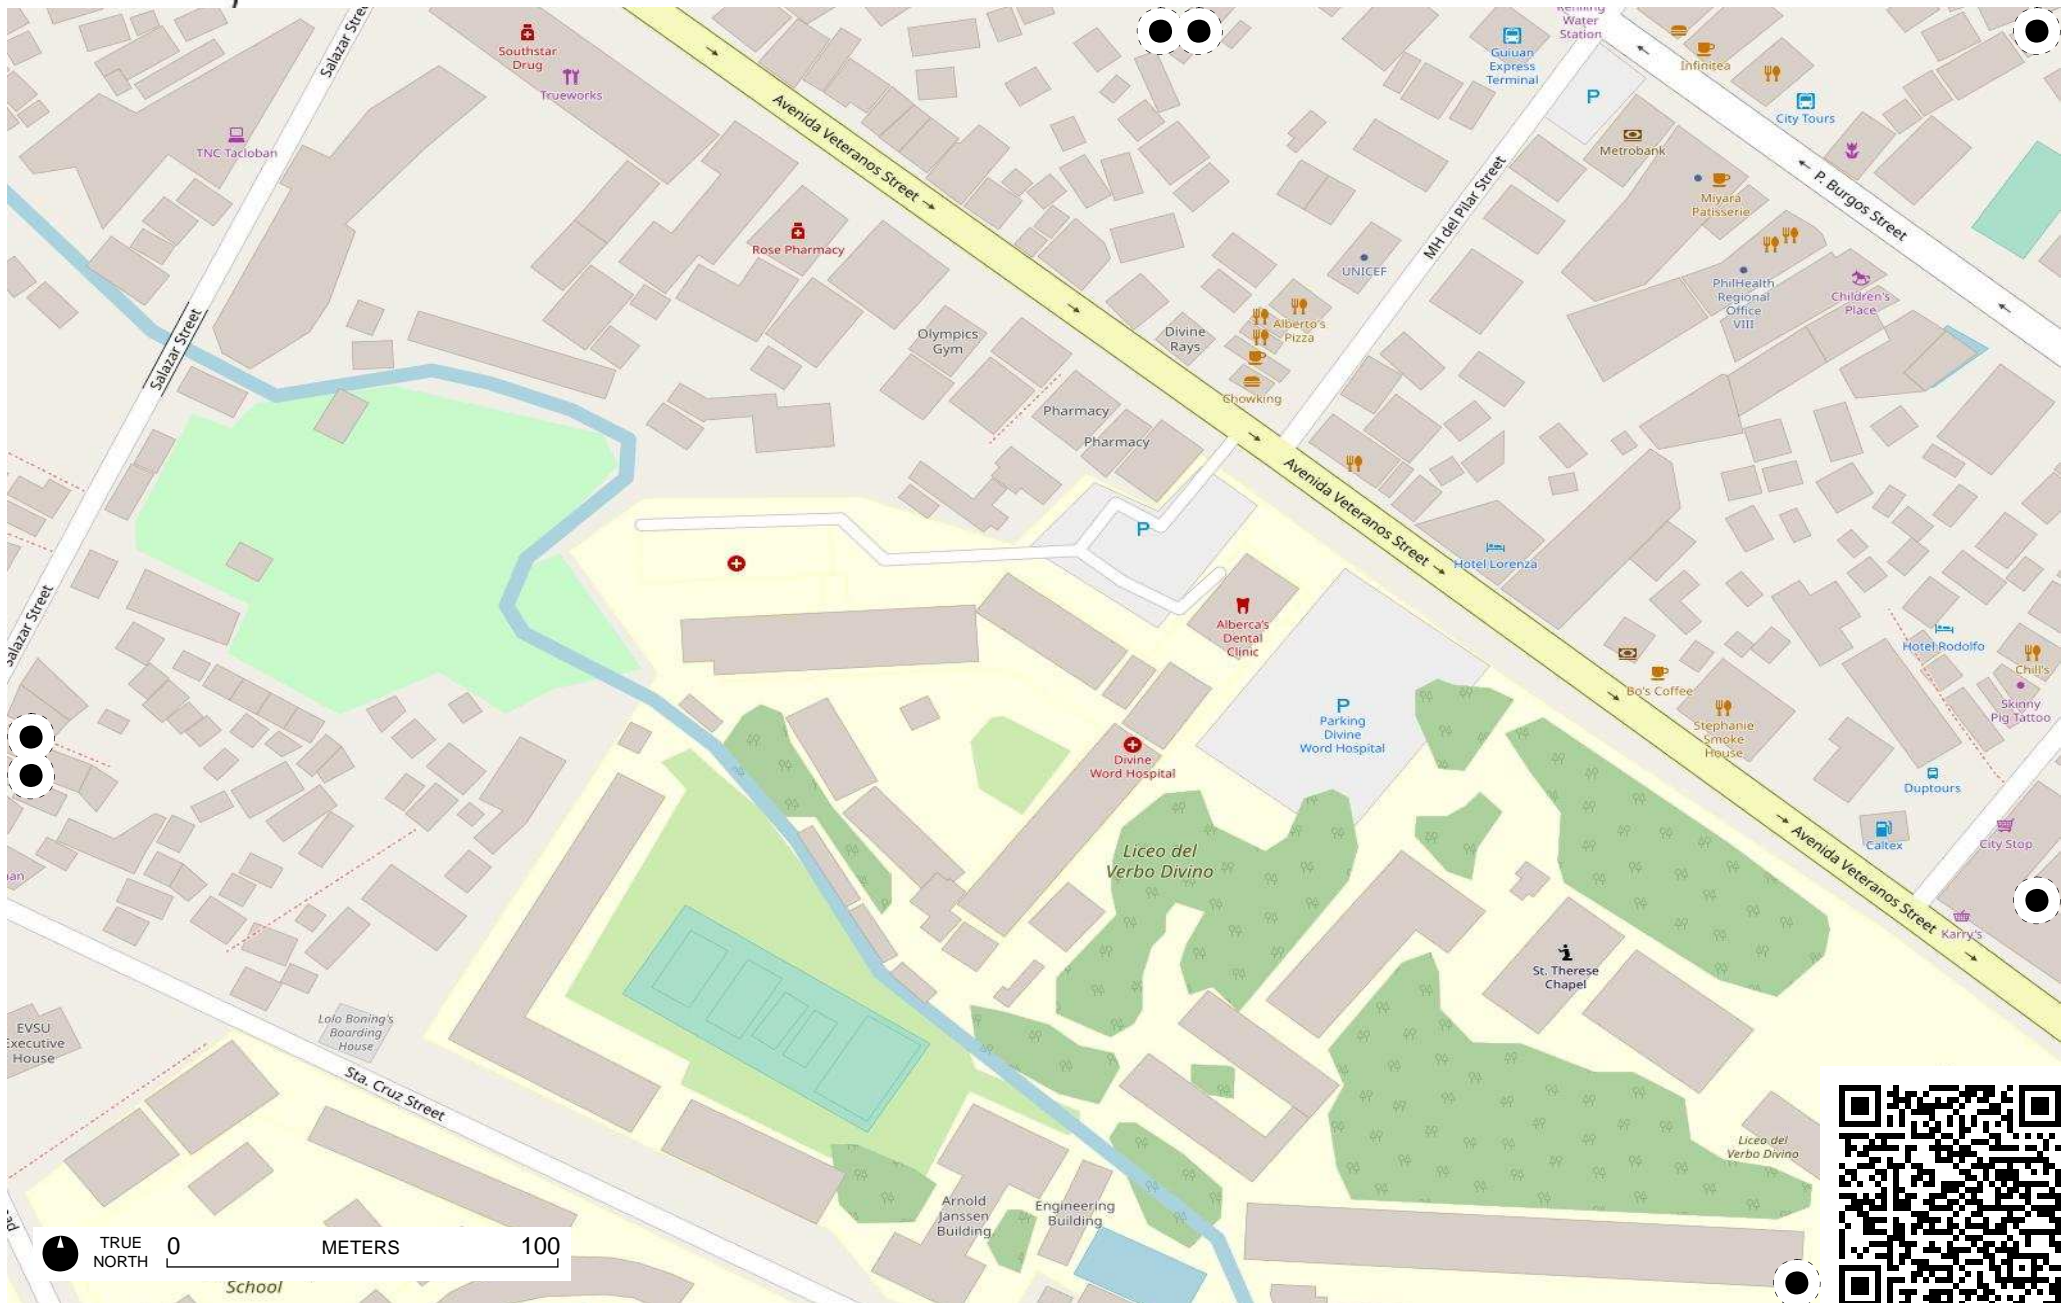 Salazar Street
Southstar
Drug
Trueworks
TNC Tacloban
Avenida Veteranos Street
Guiuan
Express
Terminal
Refilling
Water
Station
Infinitea
P
City Tours
Metrobank
Miyara
Patisserie
P. Burgos Street
MH del Pilar Street
Rose Pharmacy
UNICEF
PhilHealth
Regional
Office
VIII
Children's
Place
Salazar Street
Olympics
Gym
Divine
Rays
Alberto's
Pizza
Chowking
Pharmacy
Pharmacy
P
Avenida Veteranos Street
Hotel Lorenza
Salazar Street
Alberca's
Dental
Clinic
Hotel Rodolfo
Chill's
Bo's Coffee
Skinny
Pig Tattoo
P
Parking
Divine
Word Hospital
Stephanie
Smoke
House
Divine
Word Hospital
Duptours
Caltex
City Stop
Liceo del
Verbo Divino
Avenida Veteranos Street
Karry's
St. Therese
Chapel
EVSU
Executive
House
Lolo Boning's
Boarding
House
Sta. Cruz Street
Liceo del
Verbo Divino
Arnold
Janssen
Building
Engineering
Building
TRUE
NORTH
0 METERS 100
School